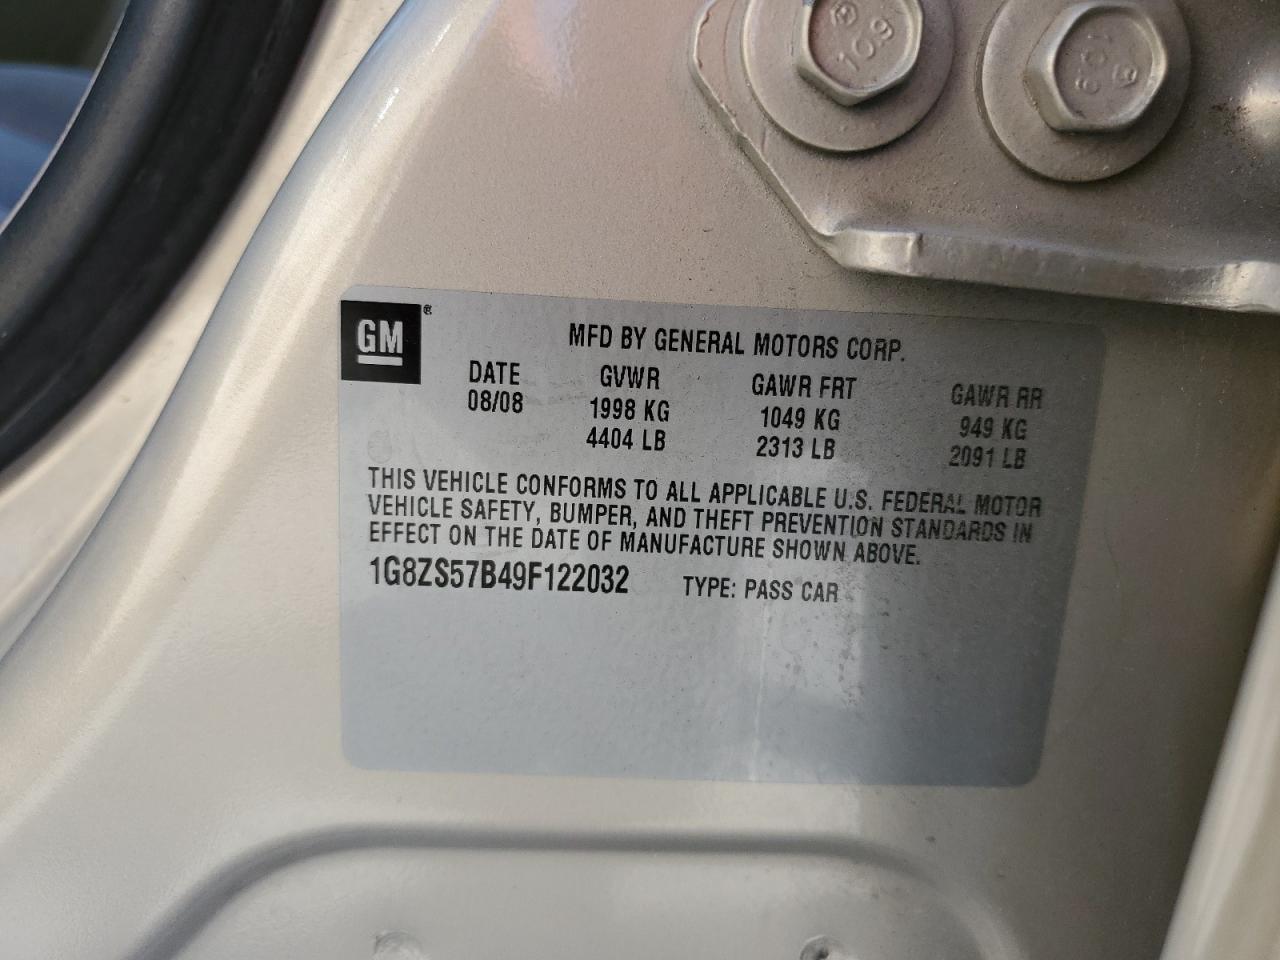 109
109
GM ®
MFD BY GENERAL MOTORS CORP.
DATE GVWR GAWR FRT GAWR RR
08/08 1998 KG 1049 KG 949 KG
4404 LB 2313 LB 2091 LB
THIS VEHICLE CONFORMS TO ALL APPLICABLE U.S. FEDERAL MOTOR
VEHICLE SAFETY, BUMPER, AND THEFT PREVENTION STANDARDS IN
EFFECT ON THE DATE OF MANUFACTURE SHOWN ABOVE.
1G8ZS57B49F122032 TYPE: PASS CAR